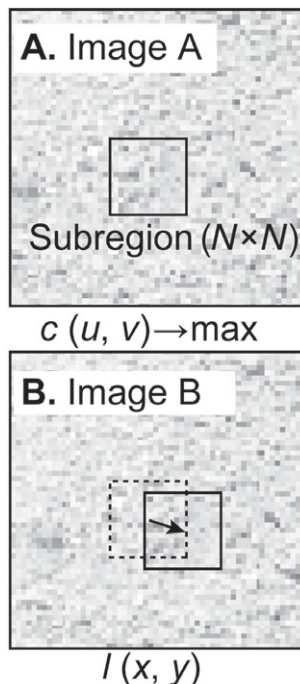 A. Image A
Subregion (N×N)
c (u, v)→max
B. Image B
l (x, y)